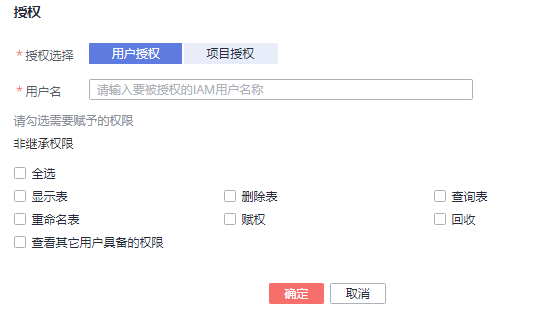 授权
* 授权选择 用户授权 项目授权
* 用户名 请输入要被授权的IAM用户名称
请勾选需要赋予的权限
非继承权限
全选
显示表 删除表 查询表
重命名表 赋权 回收
查看其它用户具备的权限
确定 取消